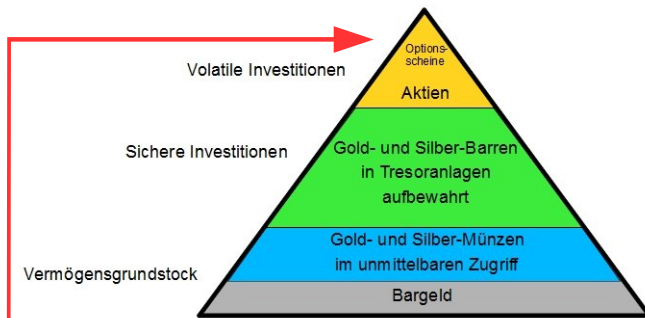 Options-
scheine
Volatile Investitionen
Aktien
Sichere Investitionen
Gold- und Silber-Barren
in Tresoranlagen
aufbewahrt
Gold- und Silber-Münzen
im unmittelbaren Zugriff
Vermögensgrundstock
Bargeld